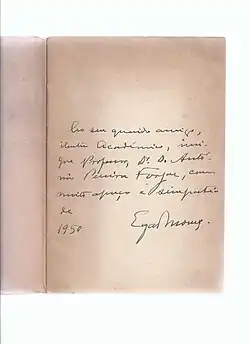 Ao seu querido amigo,
ilustre Académico, insi-
gne Professor, Dr. D. Antó-
nio Pereira Forjaz, com
muito apreço e simpatia
de
1950 Egas Moniz.